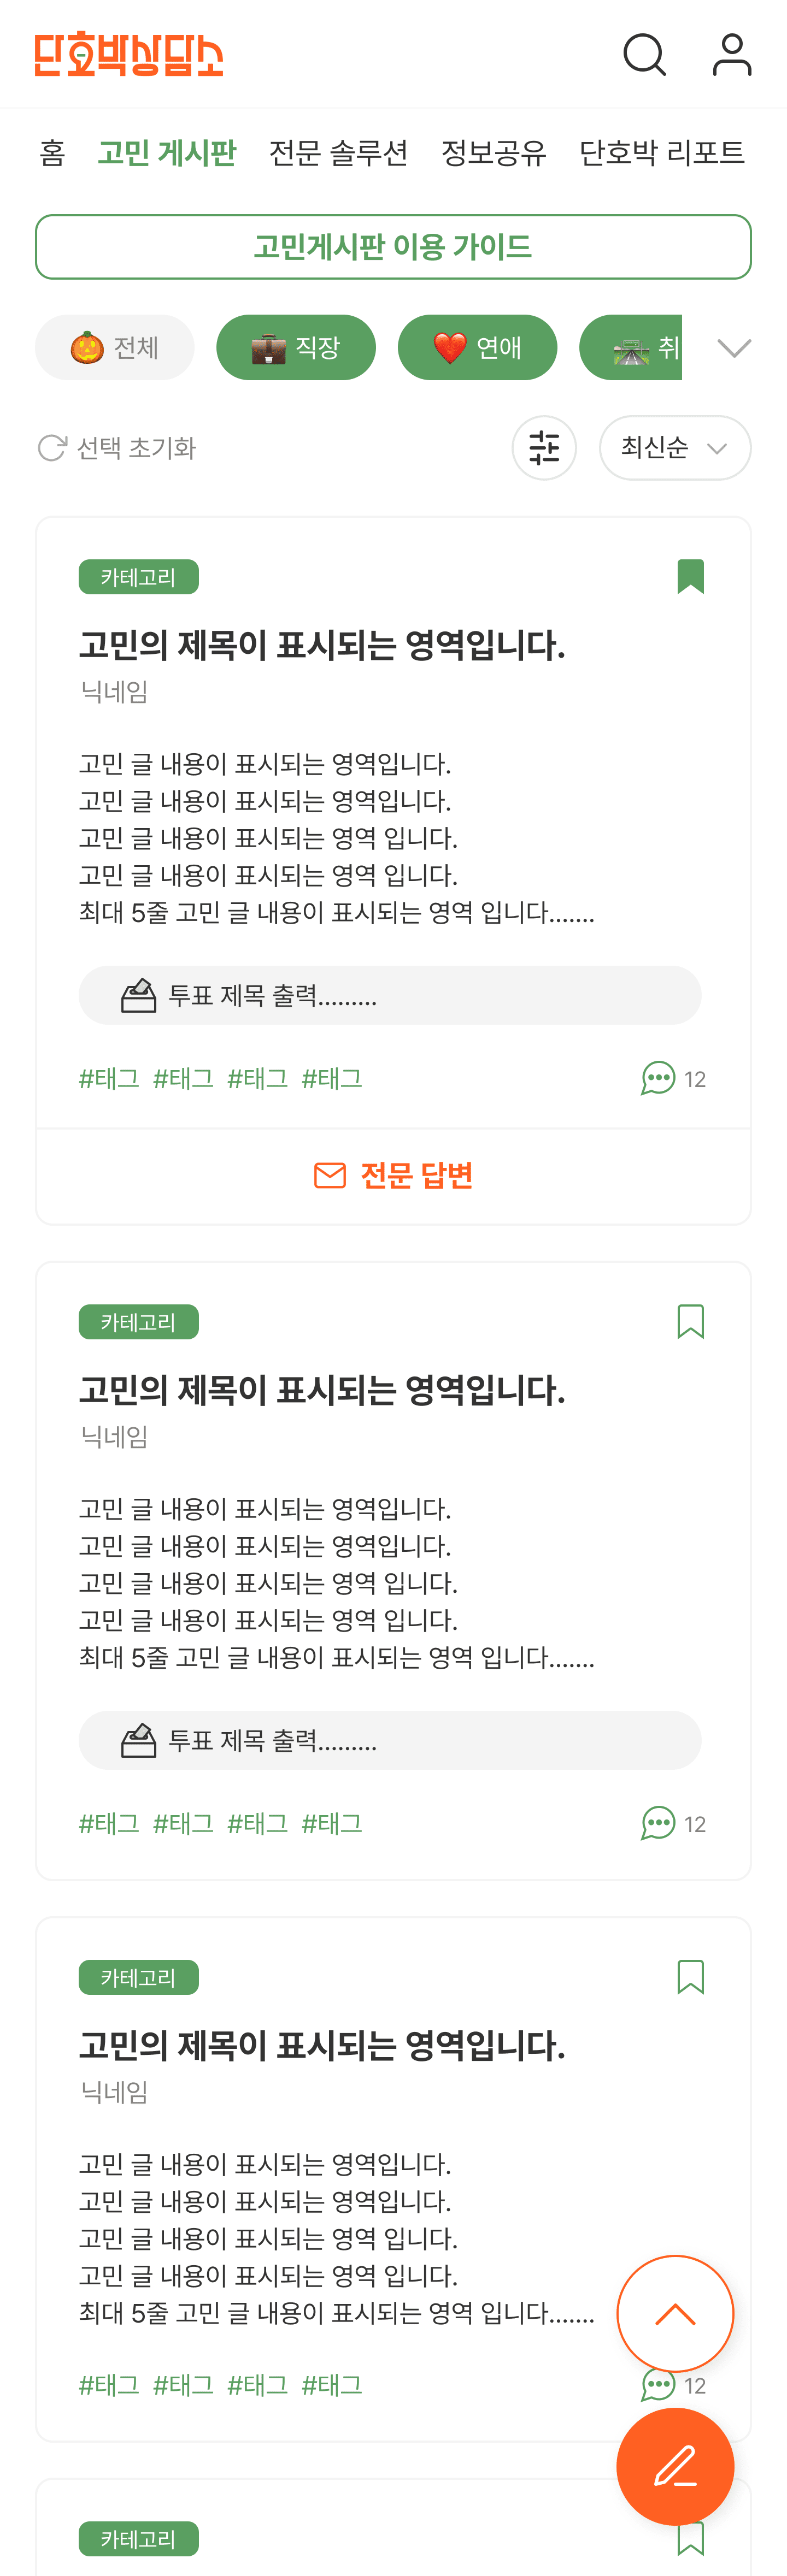 단호박상담소
홈 고민 게시판 전문 솔루션 정보공유 단호박 리포트
고민게시판 이용 가이드
전체 직장 연애 취
선택 초기화 최신순
카테고리
고민의 제목이 표시되는 영역입니다.
닉네임
고민 글 내용이 표시되는 영역입니다.
고민 글 내용이 표시되는 영역입니다.
고민 글 내용이 표시되는 영역 입니다.
고민 글 내용이 표시되는 영역 입니다.
최대 5줄 고민 글 내용이 표시되는 영역 입니다.......
투표 제목 출력.........
#태그 #태그 #태그 #태그 12
전문 답변
카테고리
고민의 제목이 표시되는 영역입니다.
닉네임
고민 글 내용이 표시되는 영역입니다.
고민 글 내용이 표시되는 영역입니다.
고민 글 내용이 표시되는 영역 입니다.
고민 글 내용이 표시되는 영역 입니다.
최대 5줄 고민 글 내용이 표시되는 영역 입니다.......
투표 제목 출력.........
#태그 #태그 #태그 #태그 12
카테고리
고민의 제목이 표시되는 영역입니다.
닉네임
고민 글 내용이 표시되는 영역입니다.
고민 글 내용이 표시되는 영역입니다.
고민 글 내용이 표시되는 영역 입니다.
고민 글 내용이 표시되는 영역 입니다.
최대 5줄 고민 글 내용이 표시되는 영역 입니다.......
#태그 #태그 #태그 #태그 12
카테고리